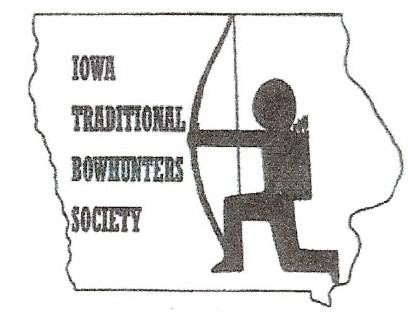 IOWA
TRADITIONAL
BOWHUNTERS
SOCIETY